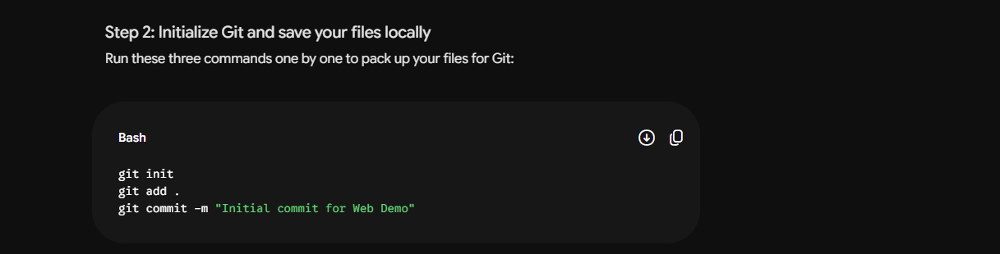 Step 2: Initialize Git and save your files locally
Run these three commands one by one to pack up your files for Git:
Bash
git init
git add .
git commit -m "Initial commit for Web Demo"